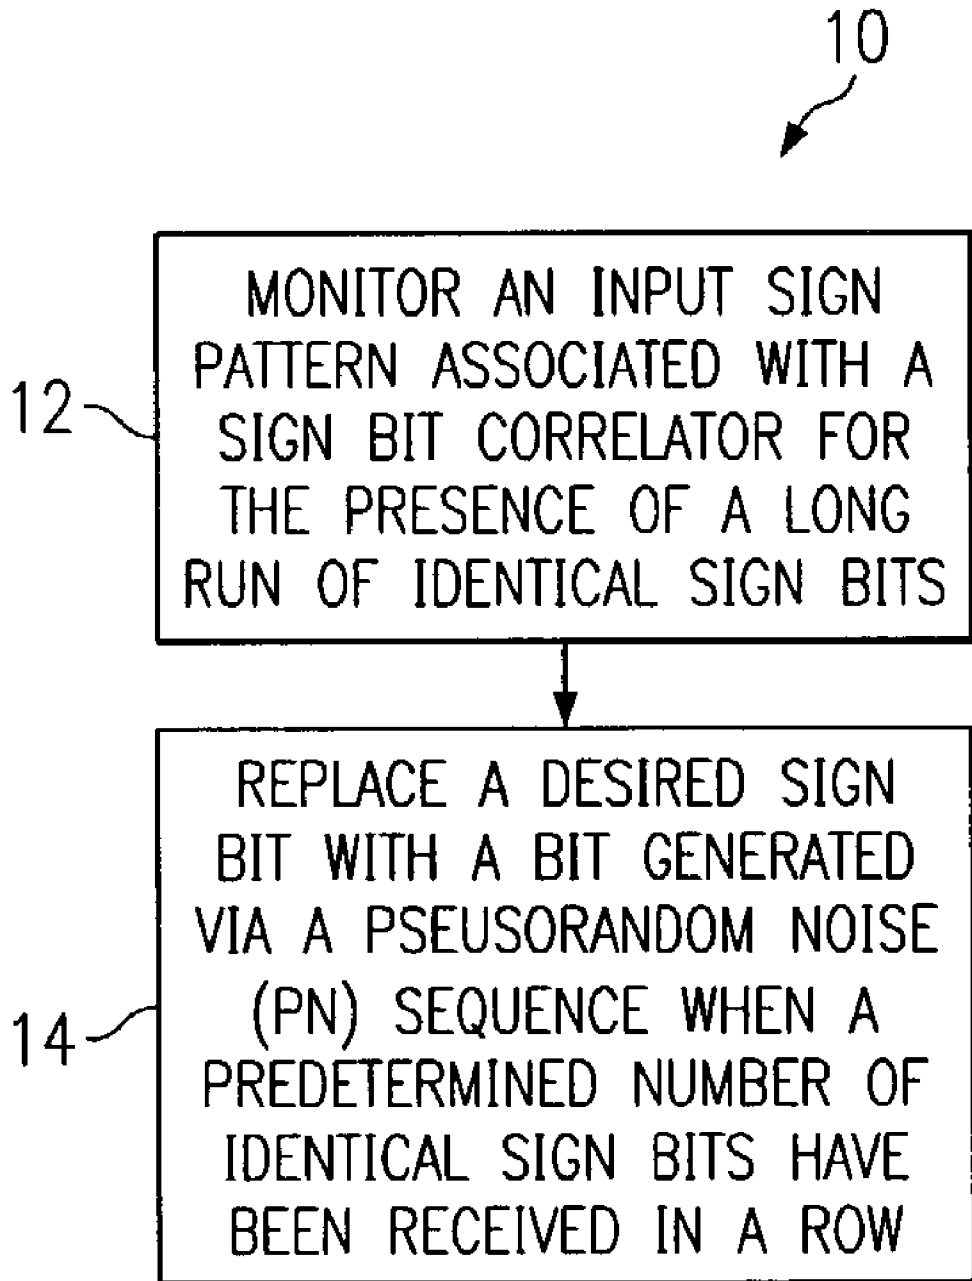 10
12
MONITOR AN INPUT SIGN
PATTERN ASSOCIATED WITH A
SIGN BIT CORRELATOR FOR
THE PRESENCE OF A LONG
RUN OF IDENTICAL SIGN BITS
14
REPLACE A DESIRED SIGN
BIT WITH A BIT GENERATED
VIA A PSEUSORANDOM NOISE
(PN) SEQUENCE WHEN A
PREDETERMINED NUMBER OF
IDENTICAL SIGN BITS HAVE
BEEN RECEIVED IN A ROW